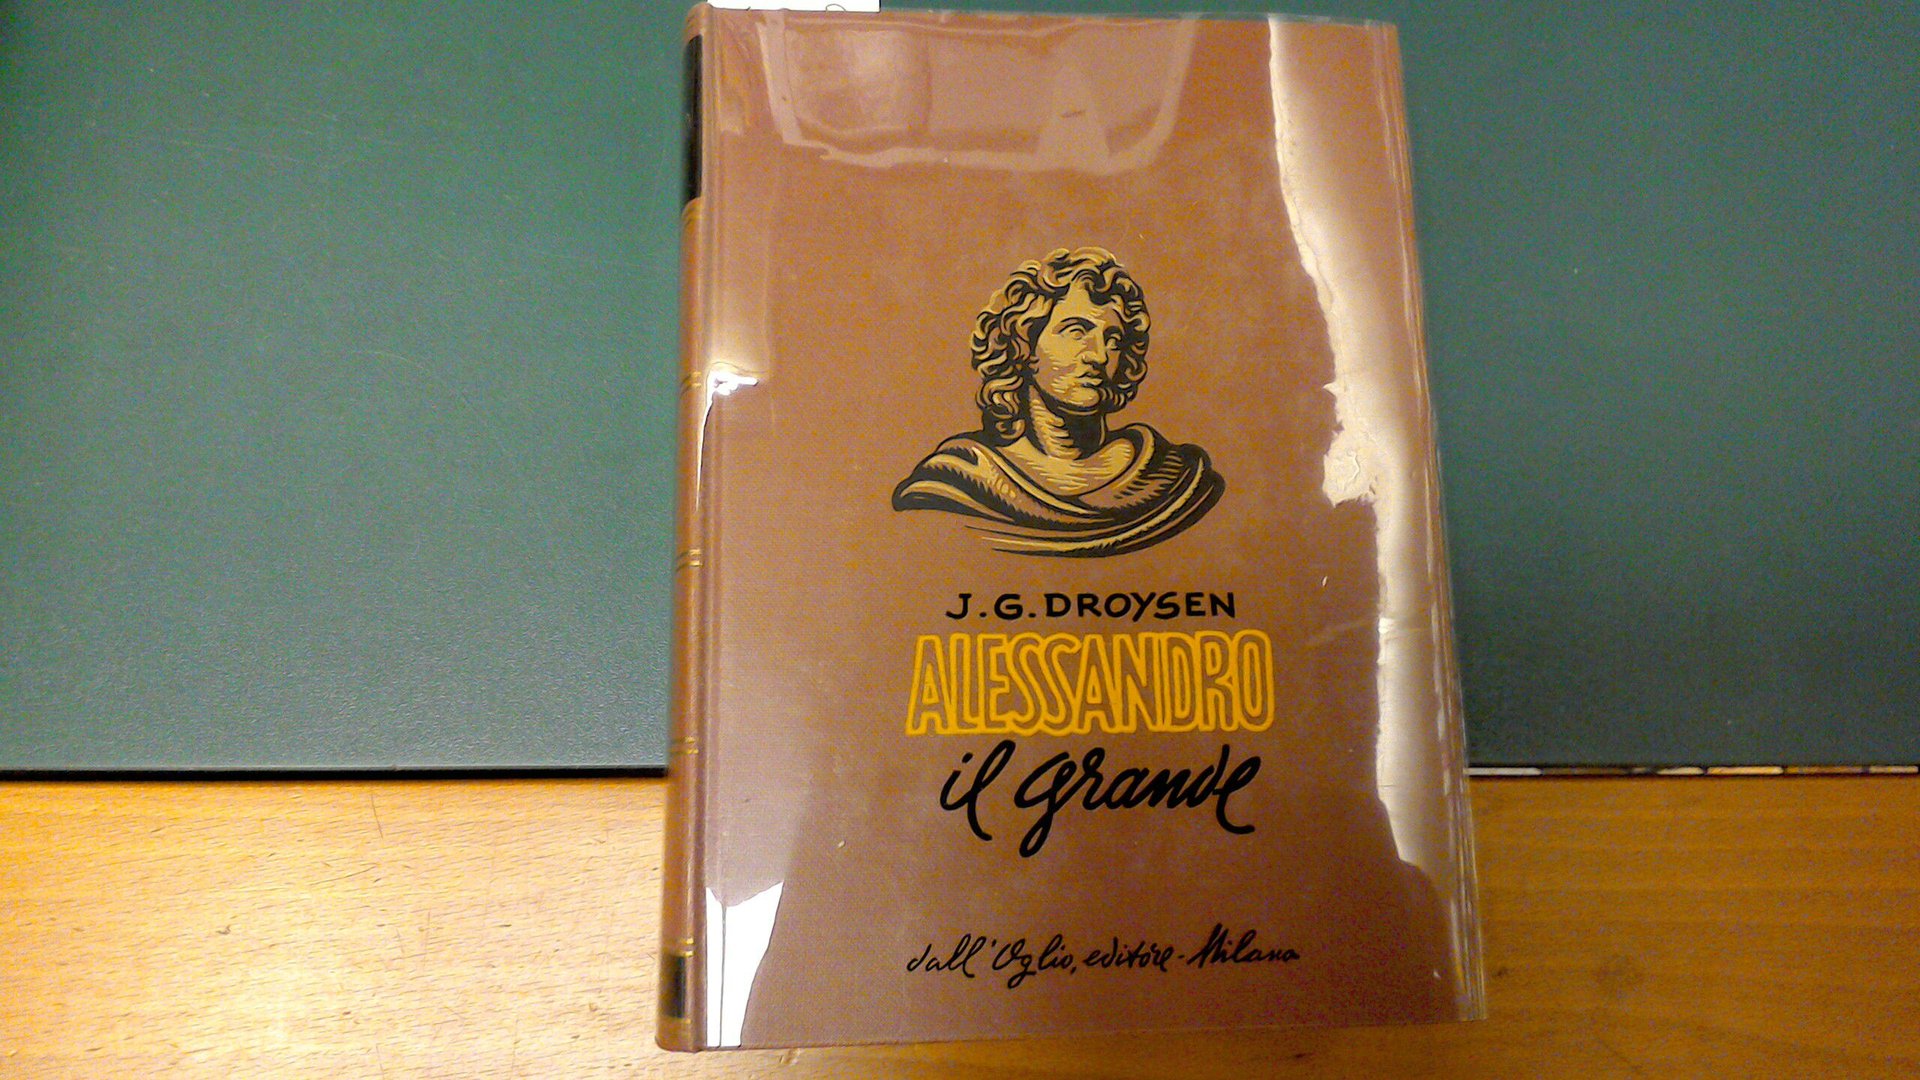 J. G. DROYSEN
ALESSANDRO
il grande
dall'Oglio, editore - Milano